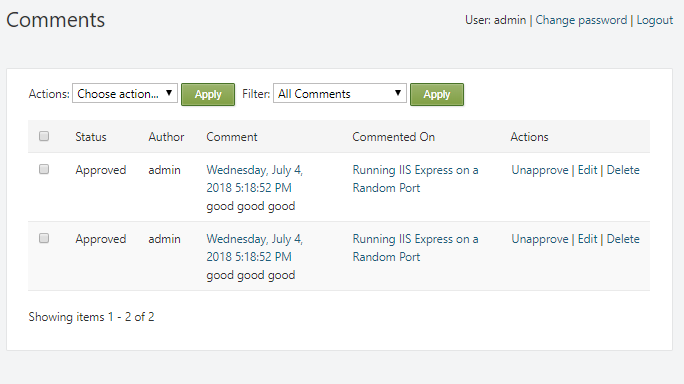 Comments
User: admin | Change password | Logout
Actions: Choose action... Apply Filter: All Comments Apply
Status Author Comment Commented On Actions
Approved admin Wednesday, July 4, Running IIS Express on a Unapprove | Edit | Delete
2018 5:18:52 PM Random Port
good good good
Approved admin Wednesday, July 4, Running IIS Express on a Unapprove | Edit | Delete
2018 5:18:52 PM Random Port
good good good
Showing items 1 - 2 of 2